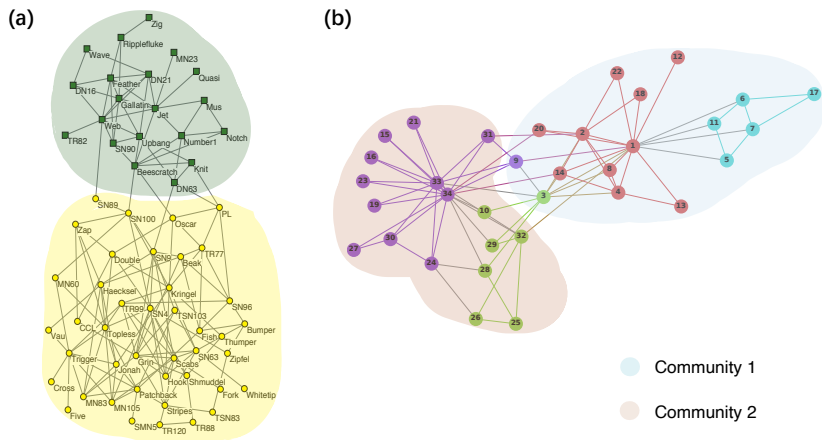 (a)
Zig
Ripplefluke
Wave
MN23
DN21
Quasi
Feather
DN16
Gallatin
Mus
Jet
Web
TR82
Upbang
Number1
Notch
SN90
Beescratch
Knit
DN63
SN89
PL
SN100
Oscar
Zap
Double
SN9
TR77
Beak
MN60
Haecksel
Kringel
TR99
SN4
TSN103
SN96
Vau
CCL
Topless
Fish
Bumper
Thumper
Trigger
Grin
Scabs
SN63
Zipfel
Jonah
Hook
Shmuddel
Cross
MN83
Patchback
Fork
Whitetip
Five
MN105
Stripes
TSN83
SMN5
TR120
TR88
(b)
12
22
18
6
17
21
11
7
15
31
20
2
1
16
9
5
23
33
14
8
34
4
3
19
10
13
30
32
27
29
24
28
26
25
Community 1
Community 2